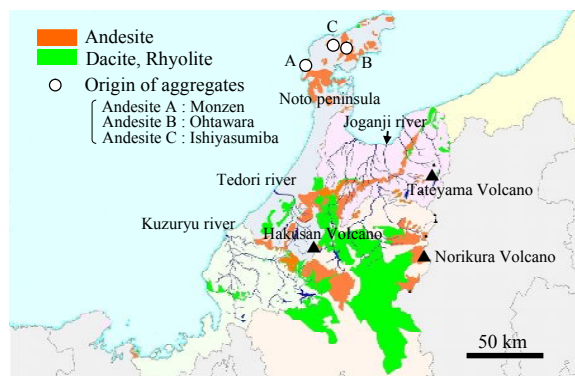 Andesite
Dacite, Rhyolite
Origin of aggregates
Andesite A : Monzen
Andesite B : Ohtawara
Andesite C : Ishiyasumiba
C
A
B
Noto peninsula
Joganji river
Tedori river
Tateyama Volcano
Kuzuryu river
Hakusan Volcano
Norikura Volcano
50 km